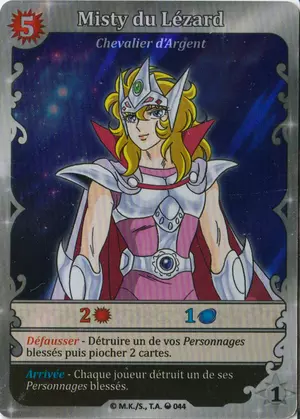 5
Misty du Lézard
Chevalier d'Argent
2 1
Défausser - Détruire un de vos Personnages
blessés puis piocher 2 cartes.
Arrivée - Chaque joueur détruit un de ses
Personnages blessés.
1
© M.K./S., T.A. 044